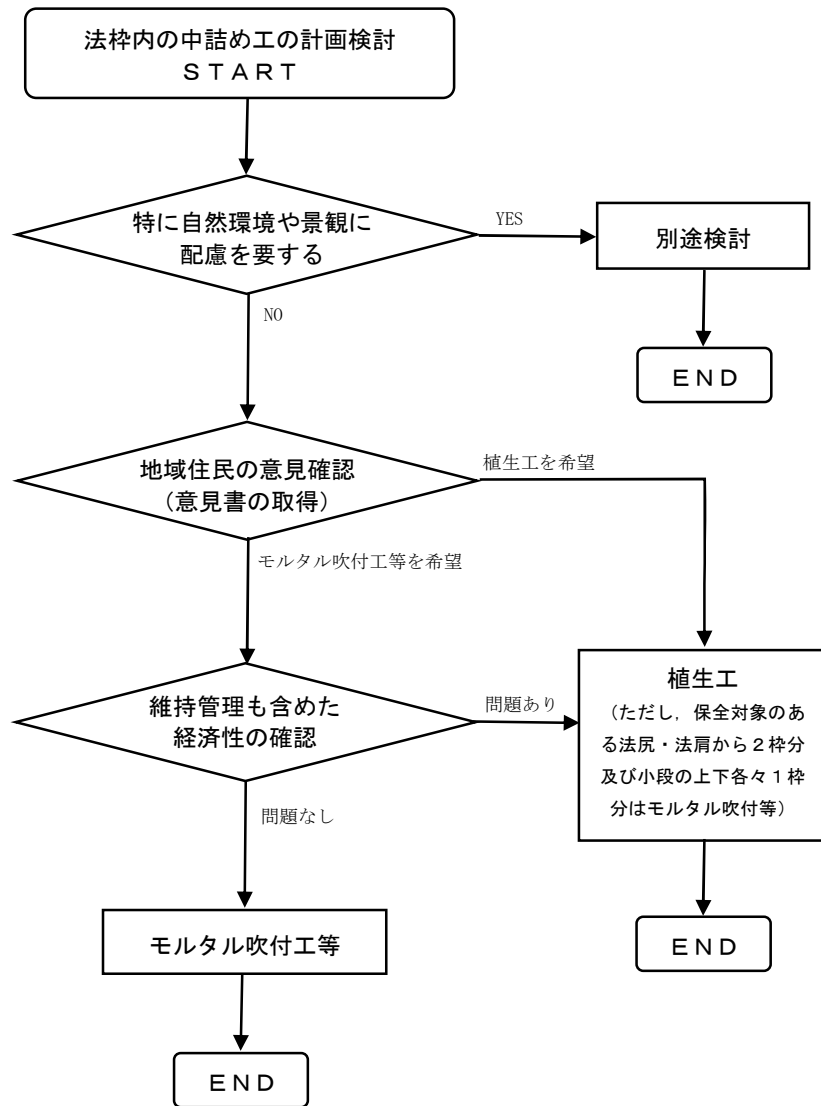 法枠内の中詰め工の計画検討
ＳＴＡＲＴ
特に自然環境や景観に
配慮を要する
YES
別途検討
ＥＮＤ
NO
地域住民の意見確認
（意見書の取得）
植生工を希望
モルタル吹付工等を希望
維持管理も含めた
経済性の確認
問題あり
植生工
（ただし，保全対象のあ
る法尻・法肩から２枠分
及び小段の上下各々１枠
分はモルタル吹付等）
ＥＮＤ
問題なし
モルタル吹付工等
ＥＮＤ